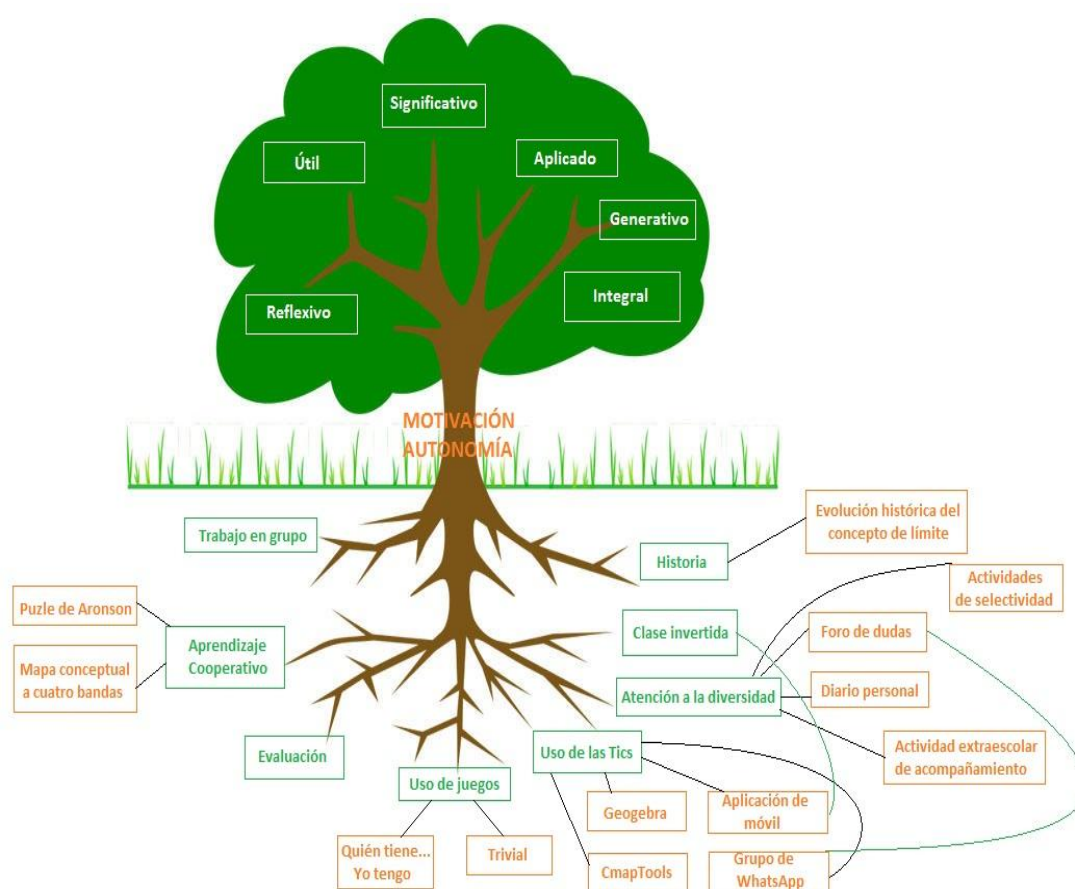 Significativo
Útil
Aplicado
Generativo
Integral
Reflexivo
MOTIVACIÓN
AUTONOMÍA
Trabajo en grupo
Historia
Evolución histórica del
concepto de límite
Actividades
de selectividad
Puzle de Aronson
Aprendizaje
Cooperativo
Mapa conceptual
a cuatro bandas
Clase invertida
Foro de dudas
Atención a la diversidad
Diario personal
Actividad extraescolar
de acompañamiento
Evaluación
Uso de las Tics
Uso de juegos
Geogebra
Aplicación de
móvil
Quién tiene...
Yo tengo
Trivial
CmapTools
Grupo de
WhatsApp